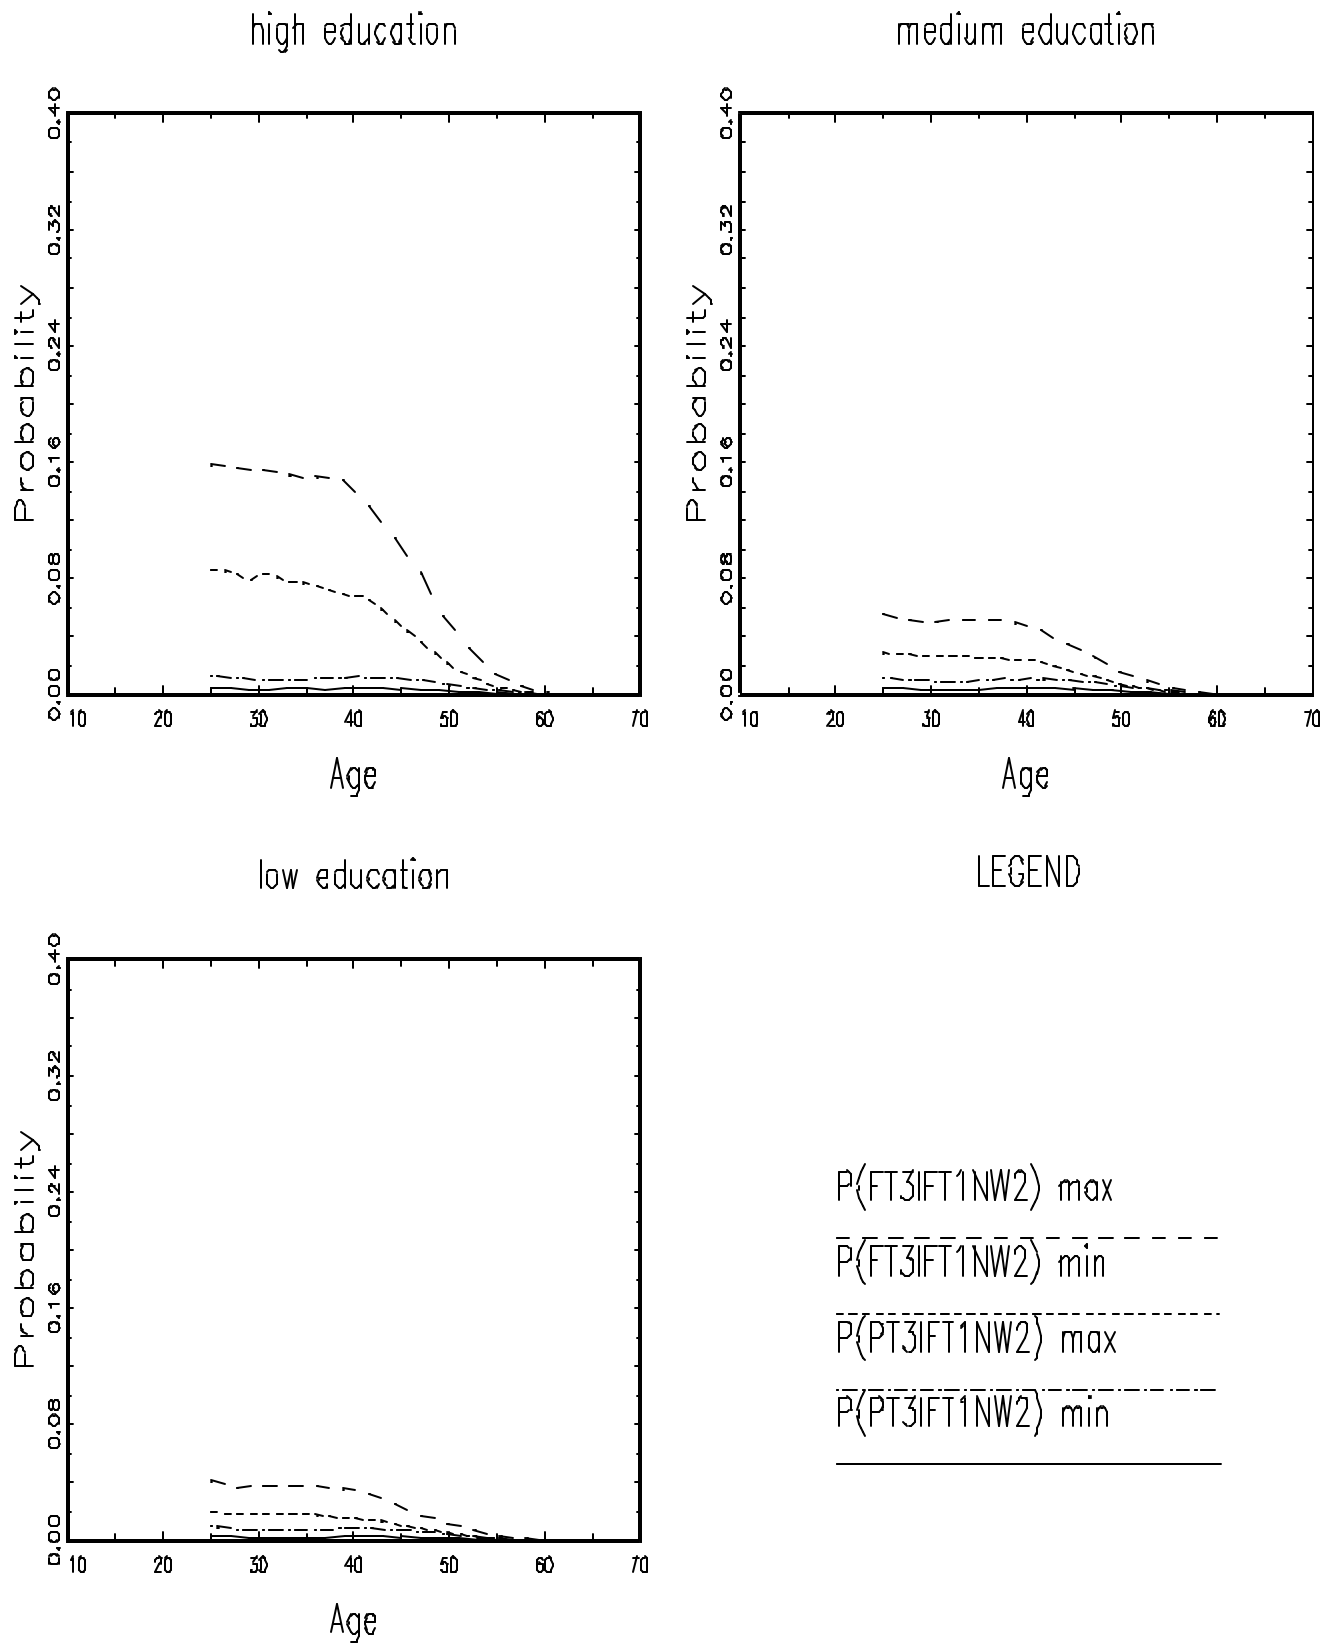 high education
Probability
0.40
0.32
0.24
0.16
0.08
0.00
10 20 30 40 50 60 70
Age
medium education
Probability
0.40
0.32
0.24
0.16
0.08
0.00
10 20 30 40 50 60 70
Age
low education
Probability
0.40
0.32
0.24
0.16
0.08
0.00
10 20 30 40 50 60 70
Age
LEGEND
P(FT3IFT1NW2) max
P(FT3IFT1NW2) min
P(PT3IFT1NW2) max
P(PT3IFT1NW2) min